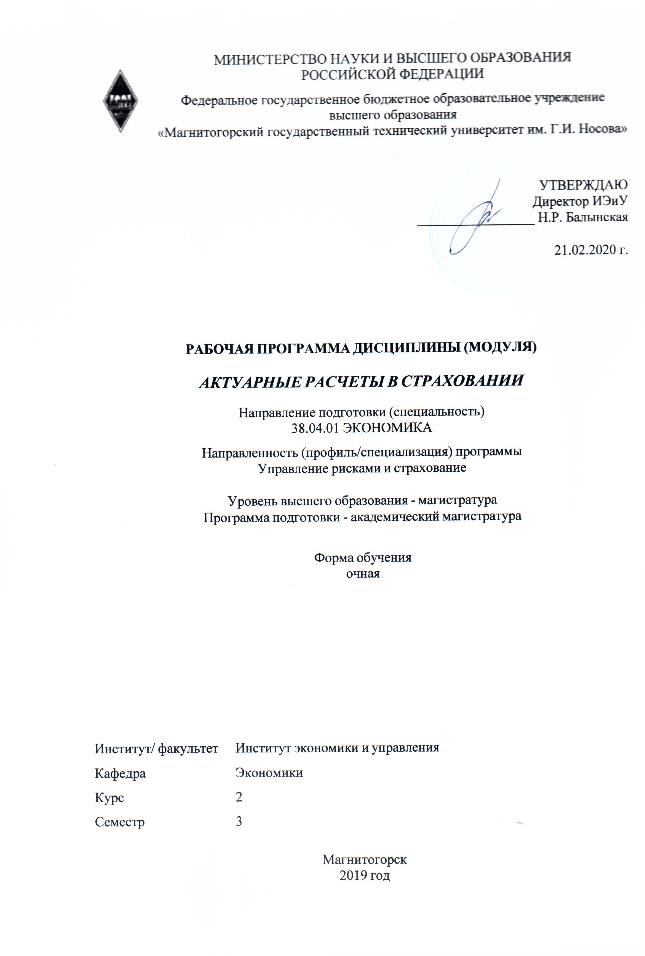 МИНИСТЕРСТВО НАУКИ И ВЫСШЕГО ОБРАЗОВАНИЯ
РОССИЙСКОЙ ФЕДЕРАЦИИ
Федеральное государственное бюджетное образовательное учреждение
высшего образования
«Магнитогорский государственный технический университет им. Г.И. Носова»
УТВЕРЖДАЮ
Директор ИЭиУ
Н.Р. Балынская
21.02.2020 г.
РАБОЧАЯ ПРОГРАММА ДИСЦИПЛИНЫ (МОДУЛЯ)
АКТУАРНЫЕ РАСЧЕТЫ В СТРАХОВАНИИ
Направление подготовки (специальность)
38.04.01 ЭКОНОМИКА
Направленность (профиль/специализация) программы
Управление рисками и страхование
Уровень высшего образования - магистратура
Программа подготовки - академический магистратура
Форма обучения
очная
Институт/ факультет Институт экономики и управления
Кафедра Экономики
Курс 2
Семестр 3
Магнитогорск
2019 год